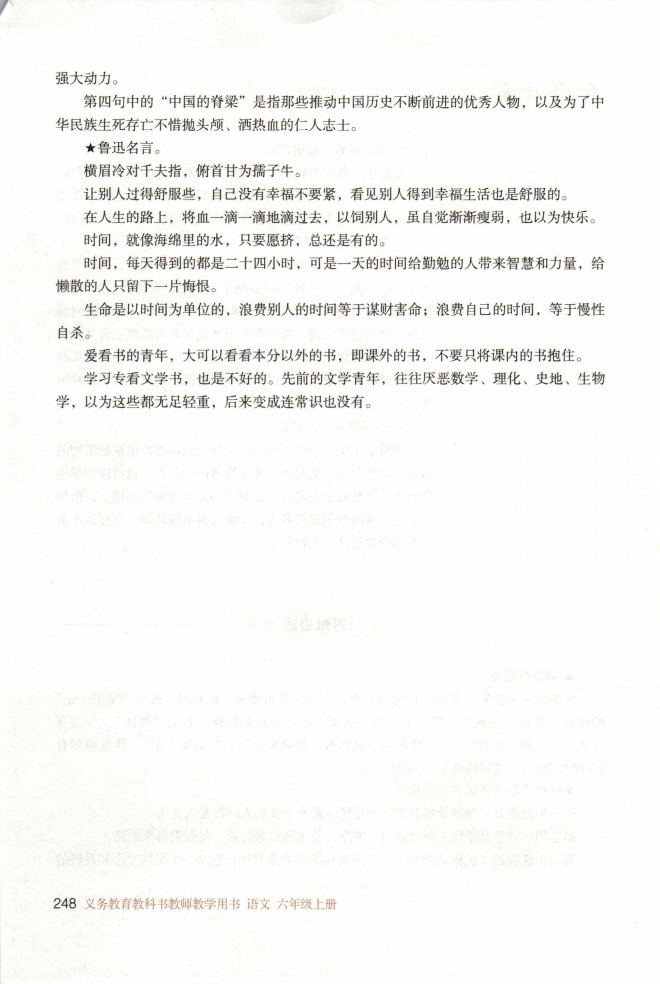 强大动力。
第四句中的“中国的脊梁”是指那些推动中国历史不断前进的优秀人物，以及为了中
华民族生死存亡不惜抛头颅、洒热血的仁人志士。
★鲁迅名言。
横眉冷对千夫指，俯首甘为孺子牛。
让别人过得舒服些，自己没有幸福不要紧，看见别人得到幸福生活也是舒服的。
在人生的路上，将血一滴一滴地滴过去，以饲别人，虽自觉渐渐瘦弱，也以为快乐。
时间，就像海绵里的水，只要愿挤，总还是有的。
时间，每天得到的都是二十四小时，可是一天的时间给勤勉的人带来智慧和力量，给
懒散的人只留下一片悔恨。
生命是以时间为单位的，浪费别人的时间等于谋财害命；浪费自己的时间，等于慢性
自杀。
爱看书的青年，大可以看看本分以外的书，即课外的书，不要只将课内的书抱住。
学习专看文学书，也是不好的。先前的文学青年，往往厌恶数学、理化、史地、生物
学，以为这些都无足轻重，后来变成连常识也没有。
248 义务教育教科书教师教学用书 语文 六年级上册